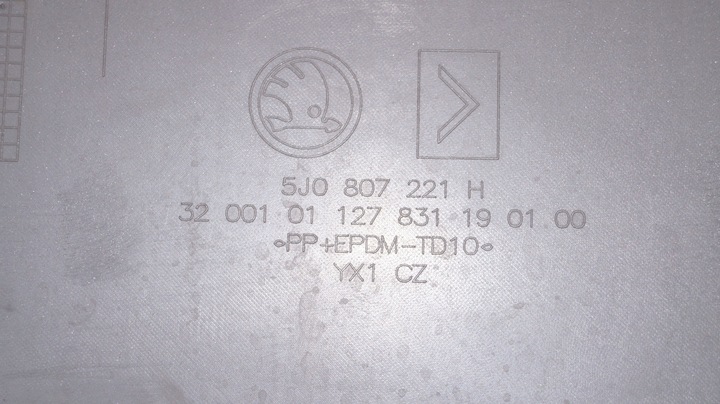 5J0 807 221 H
32 001 01 127 831 19 01 00
>PP+EPDM-TD10<
YX1 CZ